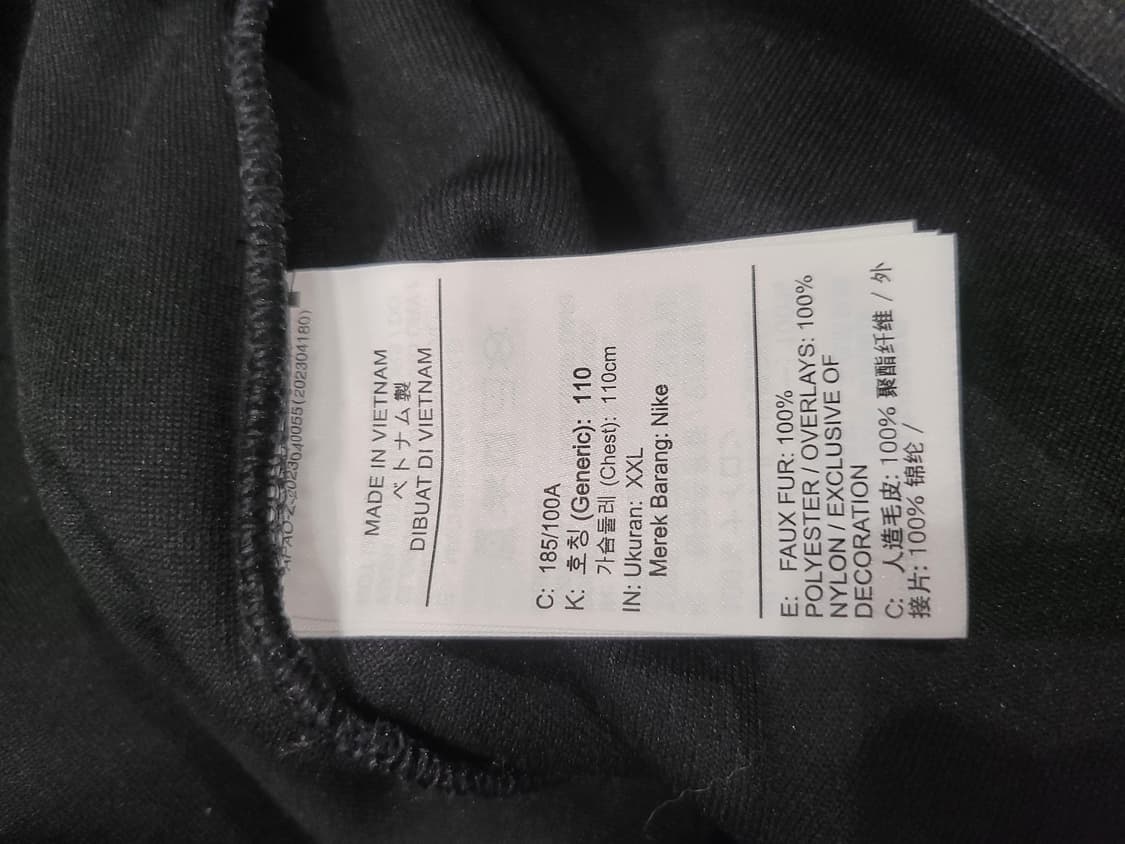 MADE IN VIETNAM
ベトナム製
DIBUAT DI VIETNAM
C: 185/100A
K: 호칭 (Generic): 110
가슴둘레 (Chest): 110cm
IN: Ukuran: XXL
Merek Barang: Nike
E: FAUX FUR: 100%
POLYESTER / OVERLAYS: 100%
NYLON / EXCLUSIVE OF
DECORATION
C: 人造毛皮: 100% 聚酯纤维 / 外
接片: 100% 锦纶 /